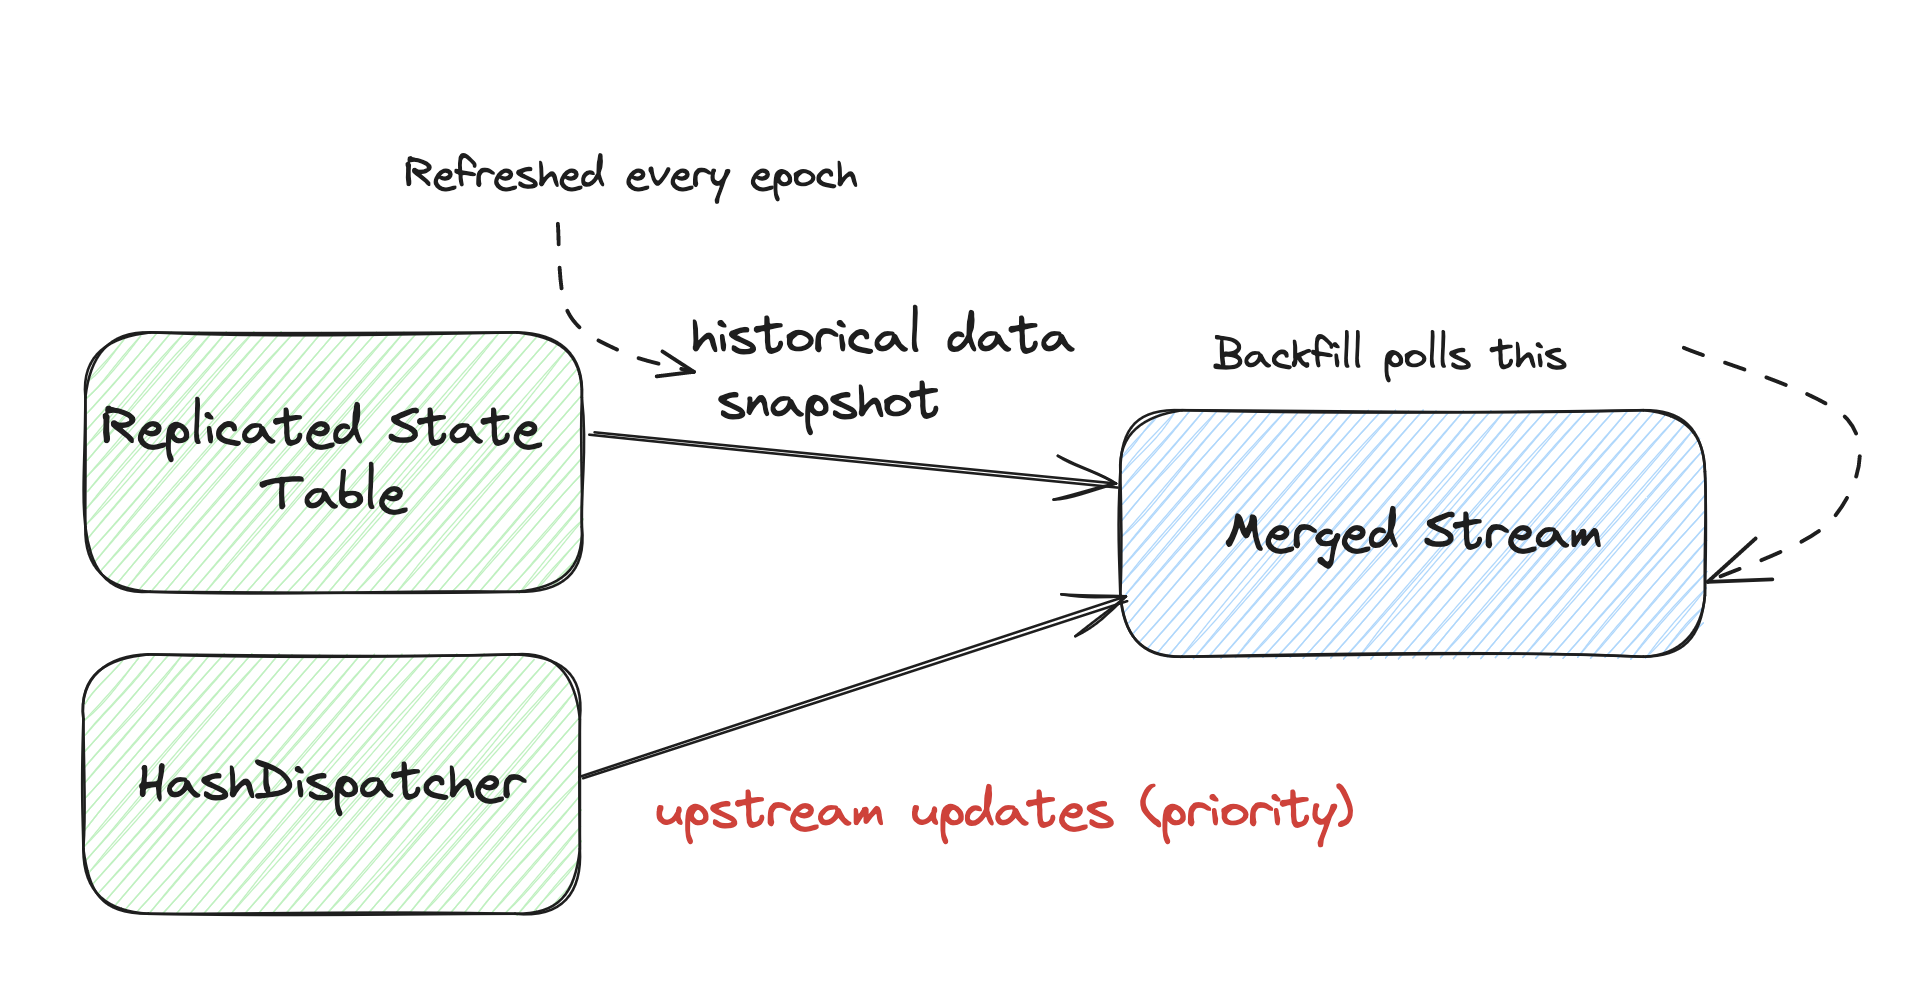 Refreshed every epoch
historical data
snapshot
Backfill polls this
Replicated State
Table
Merged Stream
HashDispatcher
upstream updates (priority)